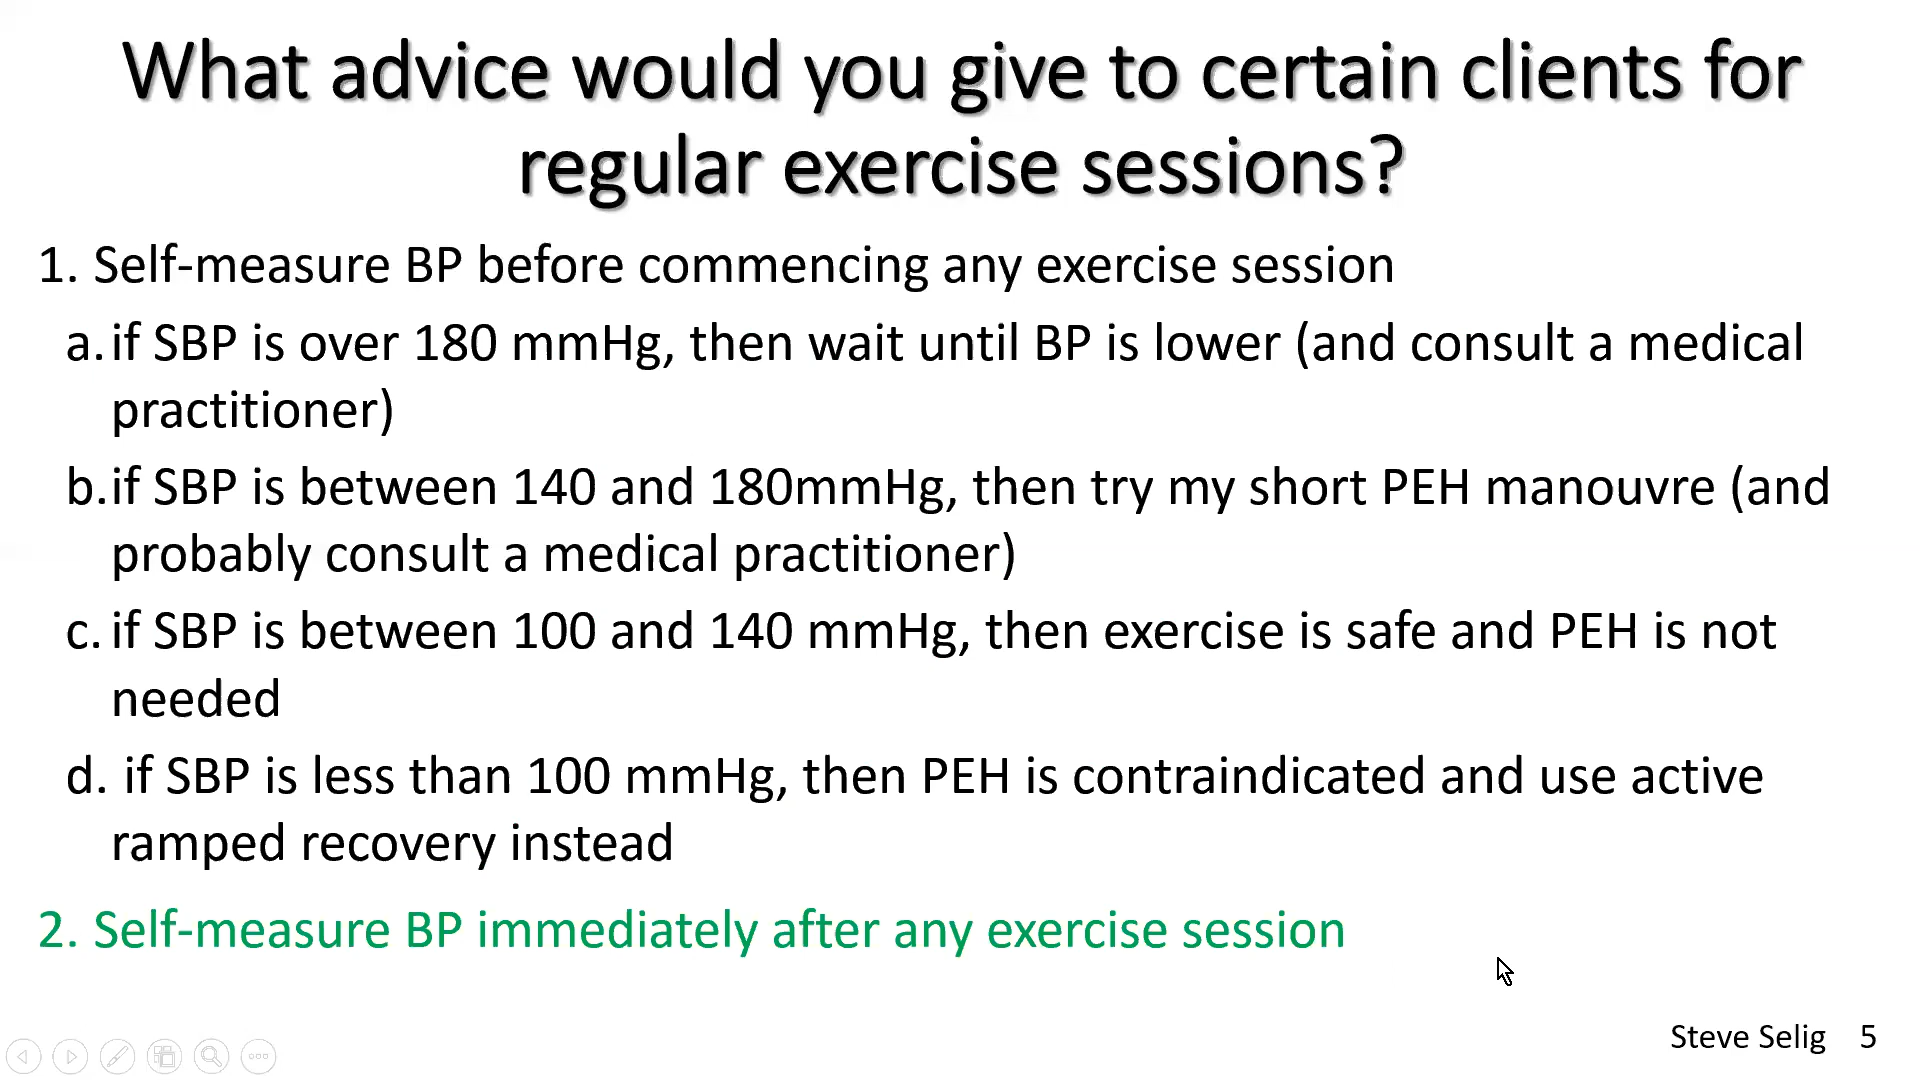 What advice would you give to certain clients for
regular exercise sessions?
1. Self-measure BP before commencing any exercise session
a. if SBP is over 180 mmHg, then wait until BP is lower (and consult a medical
practitioner)
b. if SBP is between 140 and 180mmHg, then try my short PEH manouvre (and
probably consult a medical practitioner)
c. if SBP is between 100 and 140 mmHg, then exercise is safe and PEH is not
needed
d. if SBP is less than 100 mmHg, then PEH is contraindicated and use active
ramped recovery instead
2. Self-measure BP immediately after any exercise session
Steve Selig 5